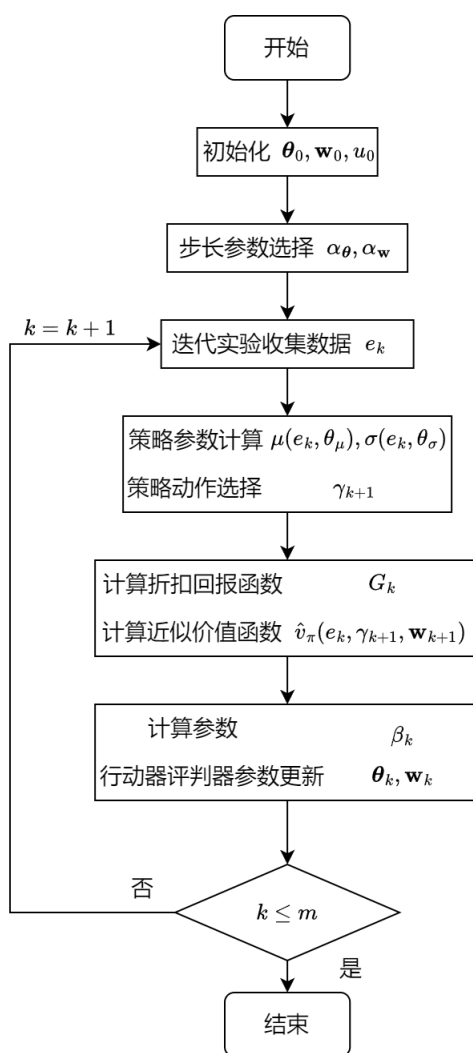 开始
初始化 θ₀, w₀, u₀
步长参数选择 α_θ, α_w
k = k + 1
迭代实验收集数据 e_k
策略参数计算 μ(e_k, θ_μ), σ(e_k, θ_σ)
策略动作选择 γ_{k+1}
计算折扣回报函数 G_k
计算近似价值函数 v̂_π(e_k, γ_{k+1}, w_{k+1})
计算参数 β_k
行动器评判器参数更新 θ_k, w_k
否
k ≤ m
是
结束